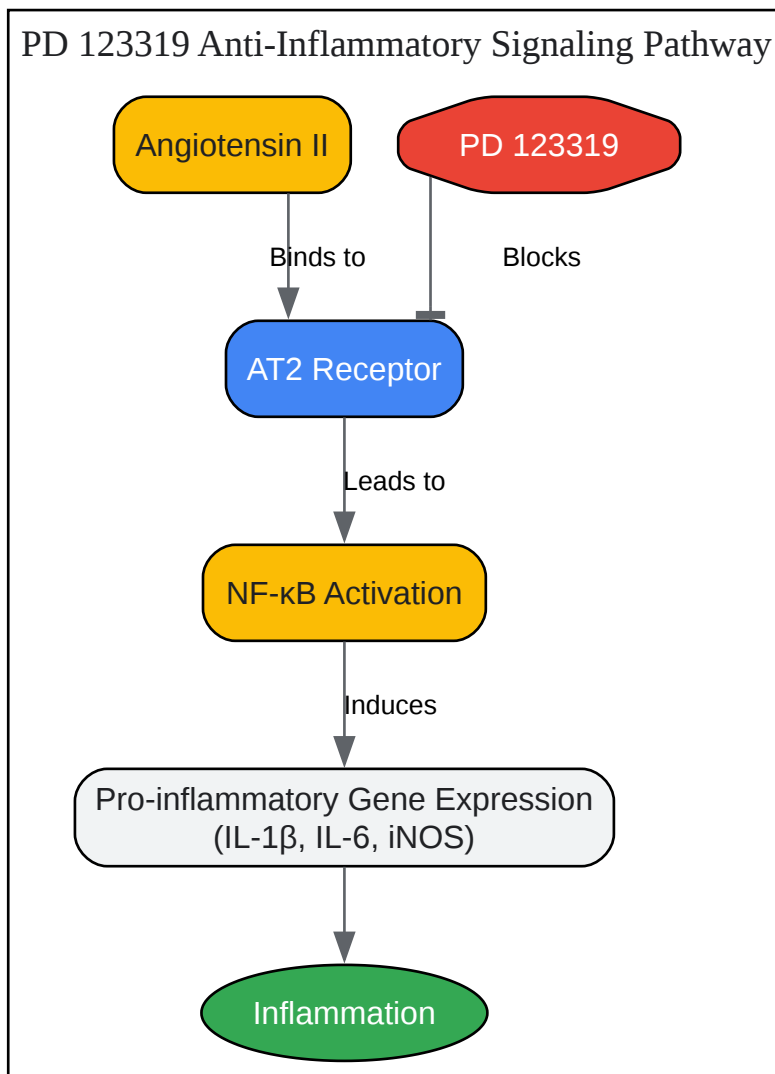 PD 123319 Anti-Inflammatory Signaling Pathway
Angiotensin II
PD 123319
Binds to
Blocks
AT2 Receptor
Leads to
NF-κB Activation
Induces
Pro-inflammatory Gene Expression
(IL-1β, IL-6, iNOS)
Inflammation